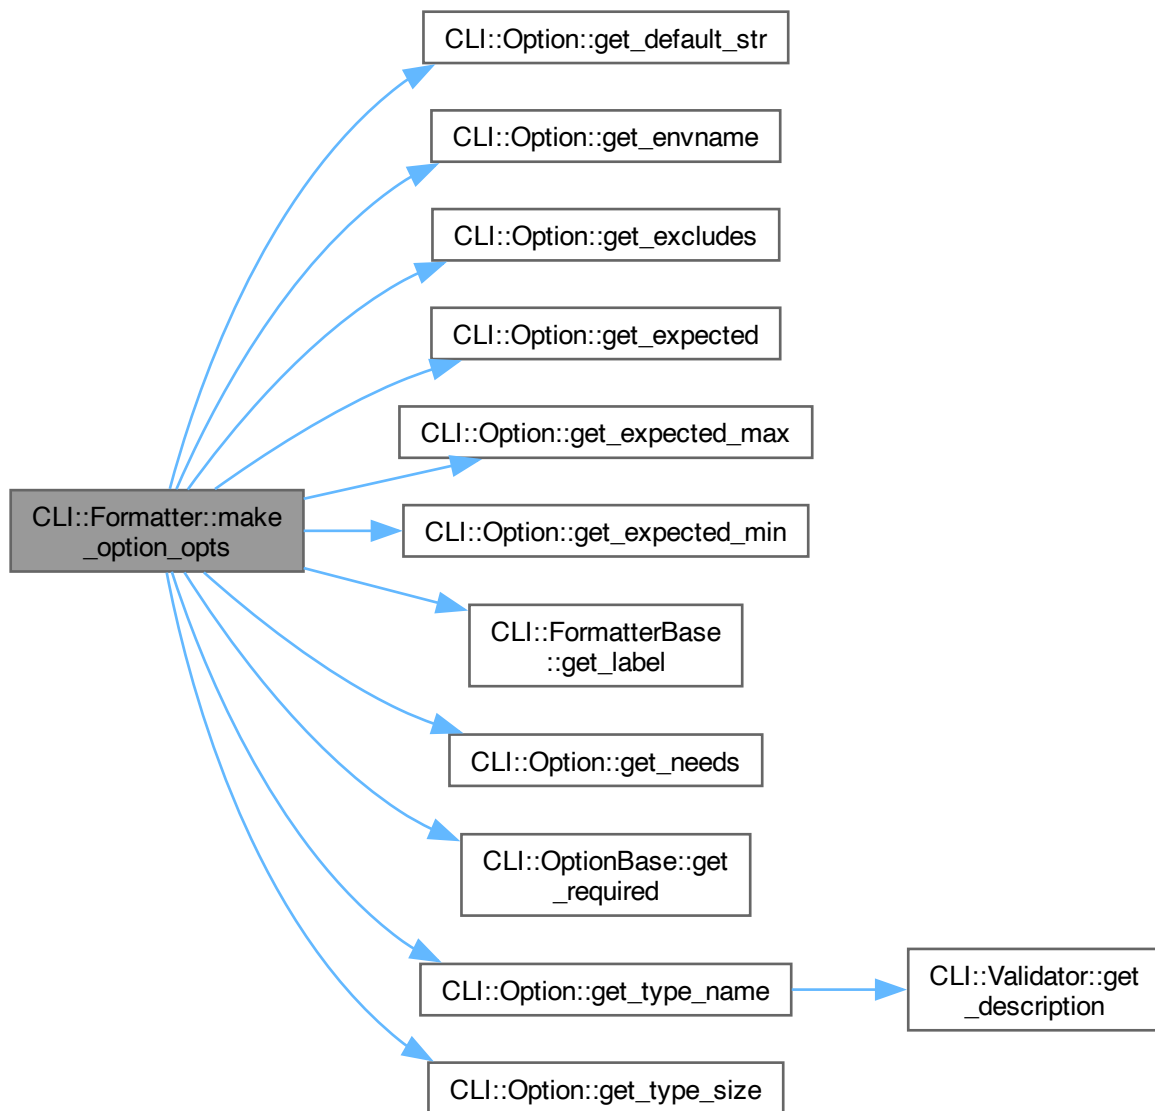 CLI::Option::get_default_str
CLI::Option::get_envname
CLI::Option::get_excludes
CLI::Option::get_expected
CLI::Option::get_expected_max
CLI::Formatter::make
_option_opts
CLI::Option::get_expected_min
CLI::FormatterBase
::get_label
CLI::Option::get_needs
CLI::OptionBase::get
_required
CLI::Option::get_type_name
CLI::Validator::get
_description
CLI::Option::get_type_size